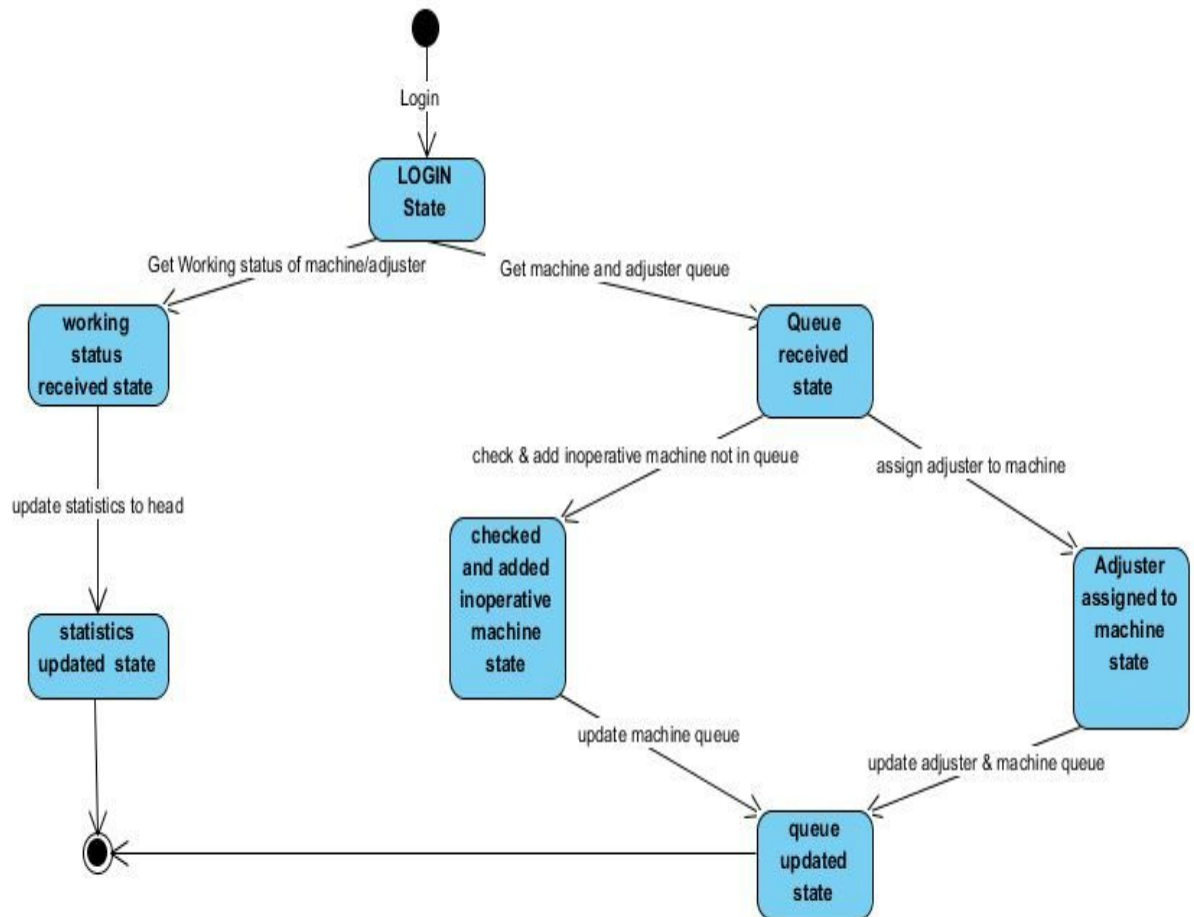 Login
LOGIN
State
Get Working status of machine/adjuster
Get machine and adjuster queue
working
status
received state
Queue
received
state
check & add inoperative machine not in queue
assign adjuster to machine
update statistics to head
checked
and added
inoperative
machine
state
Adjuster
assigned to
machine
state
statistics
updated state
update machine queue
update adjuster & machine queue
queue
updated
state